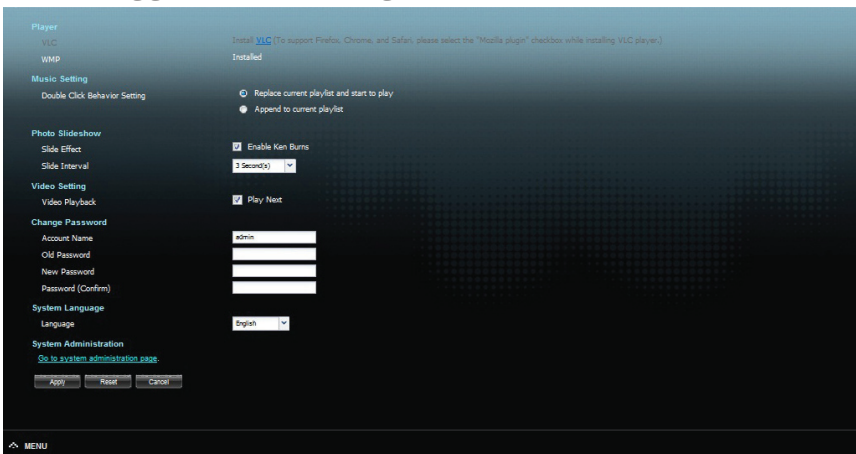 Player
VLC Install VLC (To support Firefox, Chrome, and Safari, please select the "Mozilla plugin" checkbox while installing VLC player.)
WMP Installed
Music Setting
Double Click Behavior Setting Replace current playlist and start to play
Append to current playlist
Photo Slideshow
Slide Effect Enable Ken Burns
Slide Interval 3 Second(s)
Video Setting
Video Playback Play Next
Change Password
Account Name admin
Old Password
New Password
Password (Confirm)
System Language
Language English
System Administration
Go to system administration page.
Apply Reset Cancel
MENU